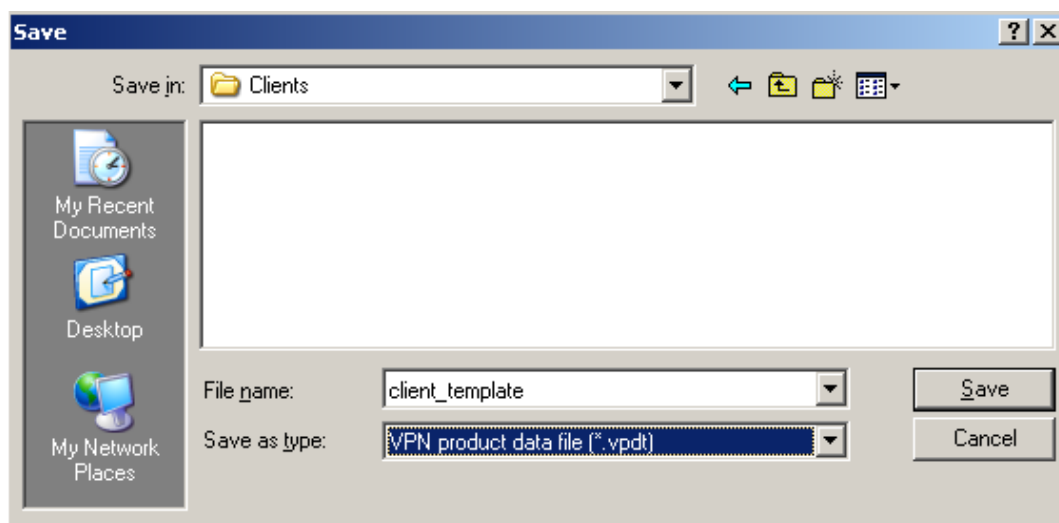 Save
Save in: Clients
My Recent
Documents
Desktop
My Network
Places
File name: client_template Save
Save as type: VPN product data file (*.vpdt) Cancel